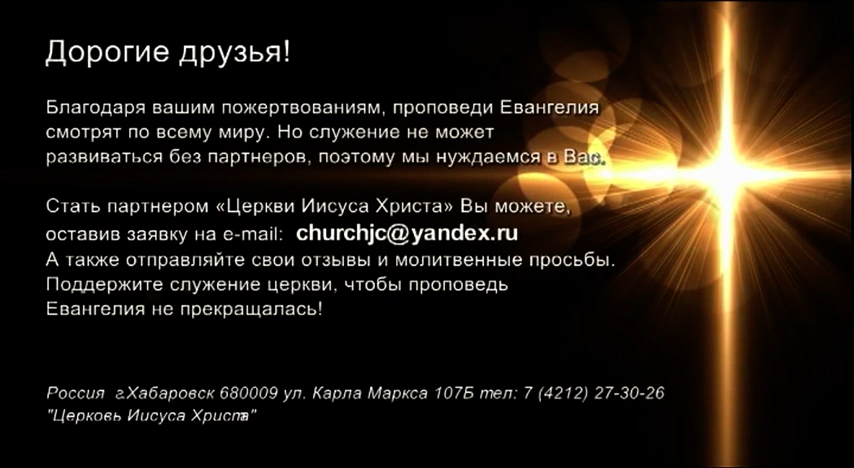 Дорогие друзья!
Благодаря вашим пожертвованиям, проповеди Евангелия
смотрят по всему миру. Но служение не может
развиваться без партнеров, поэтому мы нуждаемся в Вас.
Стать партнером «Церкви Иисуса Христа» Вы можете,
оставив заявку на e-mail: churchjc@yandex.ru
А также отправляйте свои отзывы и молитвенные просьбы.
Поддержите служение церкви, чтобы проповедь
Евангелия не прекращалась!
Россия г.Хабаровск 680009 ул. Карла Маркса 107Б тел: 7 (4212) 27-30-26
"Церковь Иисуса Христа"